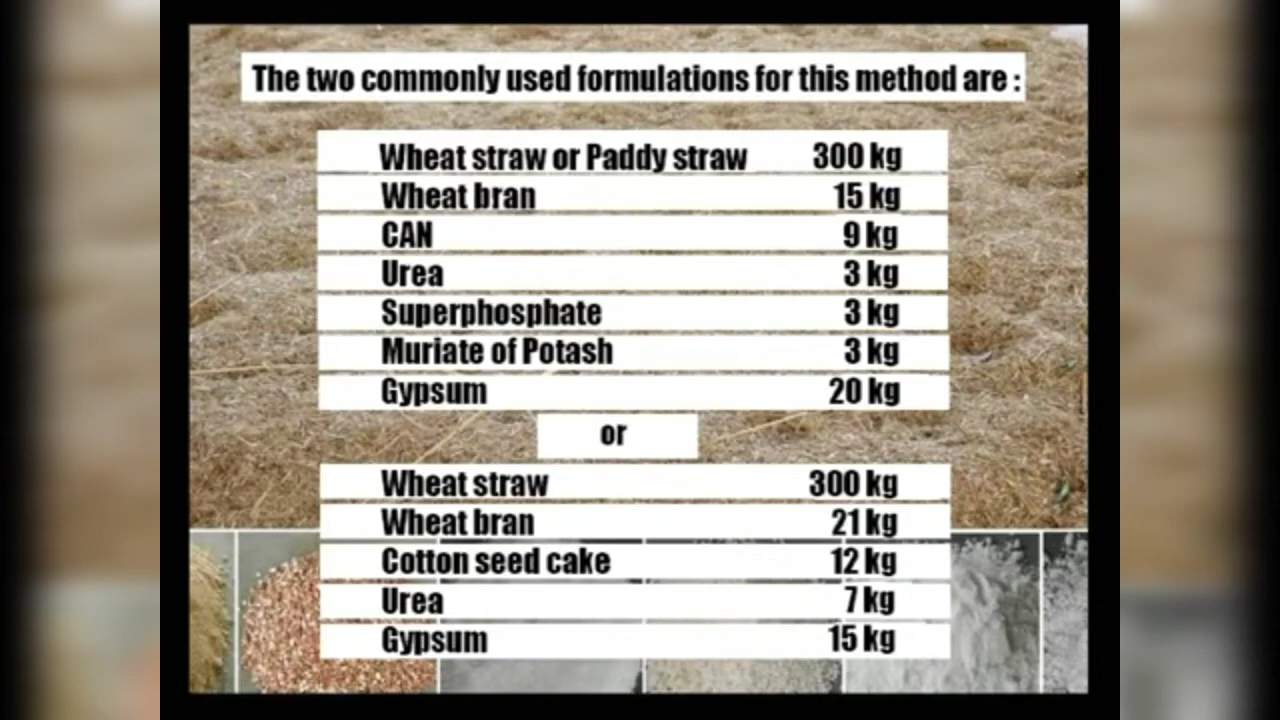 The two commonly used formulations for this method are :
Wheat straw or Paddy straw 300 kg
Wheat bran 15 kg
CAN 9 kg
Urea 3 kg
Superphosphate 3 kg
Muriate of Potash 3 kg
Gypsum 20 kg
or
Wheat straw 300 kg
Wheat bran 21 kg
Cotton seed cake 12 kg
Urea 7 kg
Gypsum 15 kg